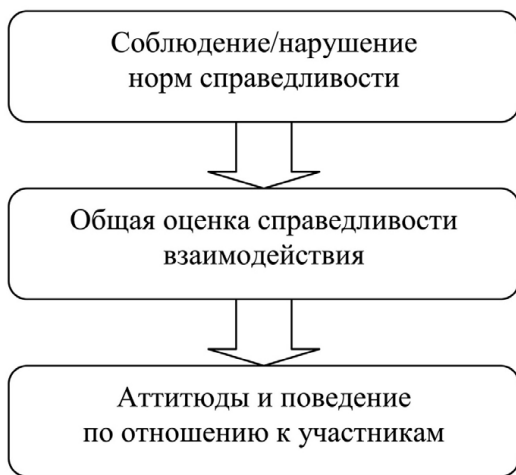 Соблюдение/нарушение
норм справедливости
Общая оценка справедливости
взаимодействия
Аттитюды и поведение
по отношению к участникам